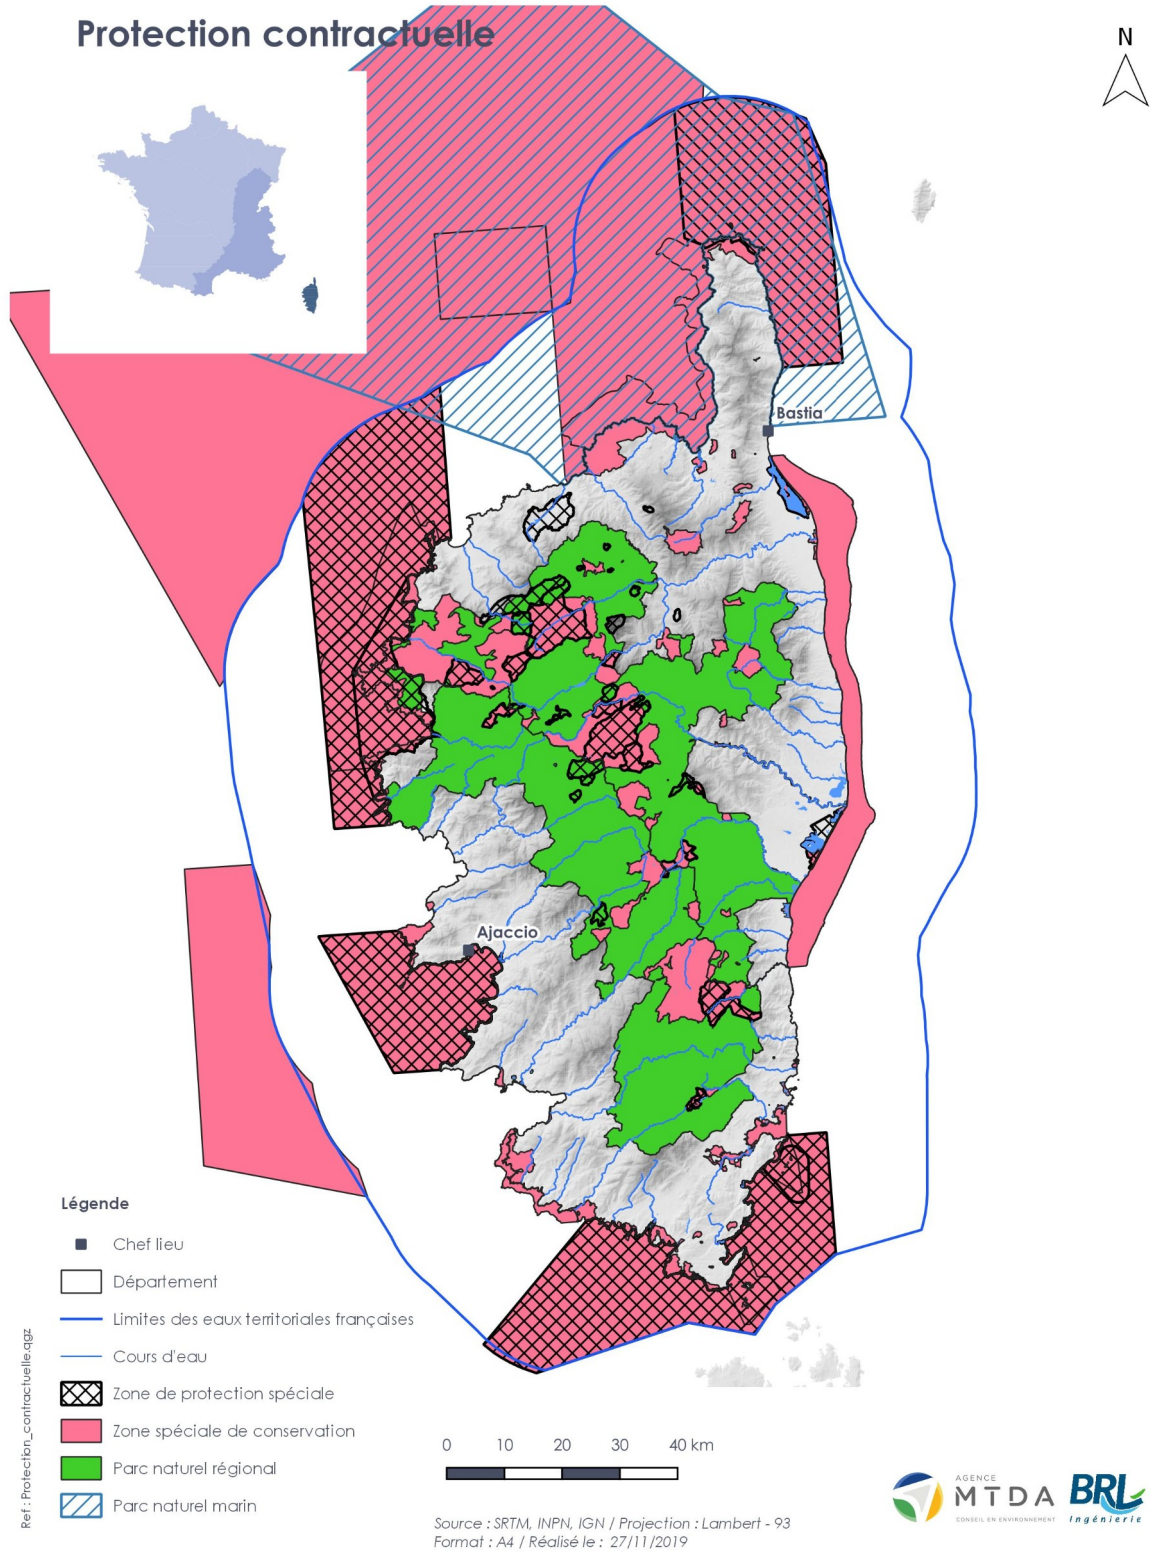 Protection contractuelle
N
Bastia
Ajaccio
Légende
Chef lieu
Département
Limites des eaux territoriales françaises
Cours d'eau
Zone de protection spéciale
Zone spéciale de conservation
Parc naturel régional
Parc naturel marin
Ref : Protection_contractuelle.qgz
0 10 20 30 40 km
Source : SRTM, INPN, IGN / Projection : Lambert - 93
Format : A4 / Réalisé le : 27/11/2019
AGENCE
MTDA
CONSEIL EN ENVIRONNEMENT
BRL
Ingénierie